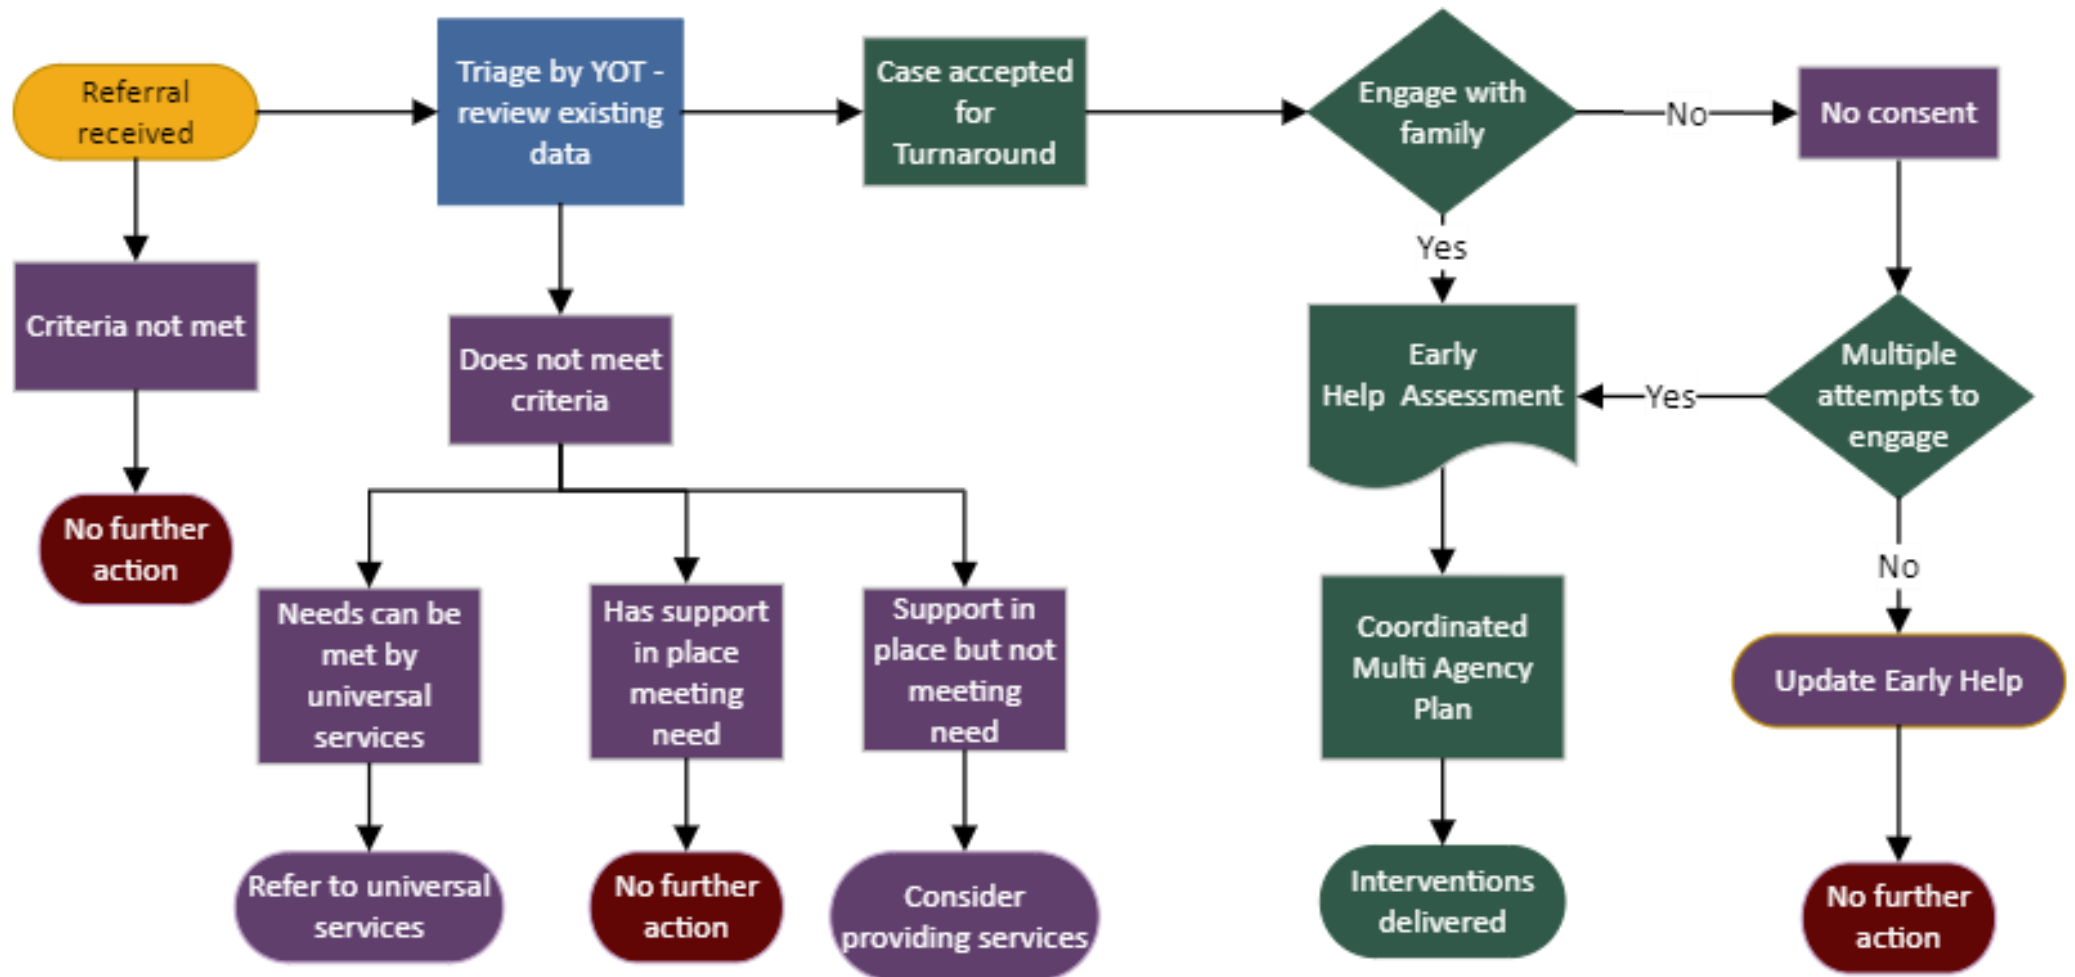 Referral
received
Triage by YOT -
review existing
data
Case accepted
for
Turnaround
Engage with
family
No
No consent
Yes
Criteria not met
Does not meet
criteria
Early
Help  Assessment
Yes
Multiple
attempts to
engage
No further
action
No
Needs can be
met by
universal
services
Has support
in place
meeting
need
Support in
place but not
meeting
need
Coordinated
Multi Agency
Plan
Update Early Help
Refer to universal
services
No further
action
Consider
providing services
Interventions
delivered
No further
action